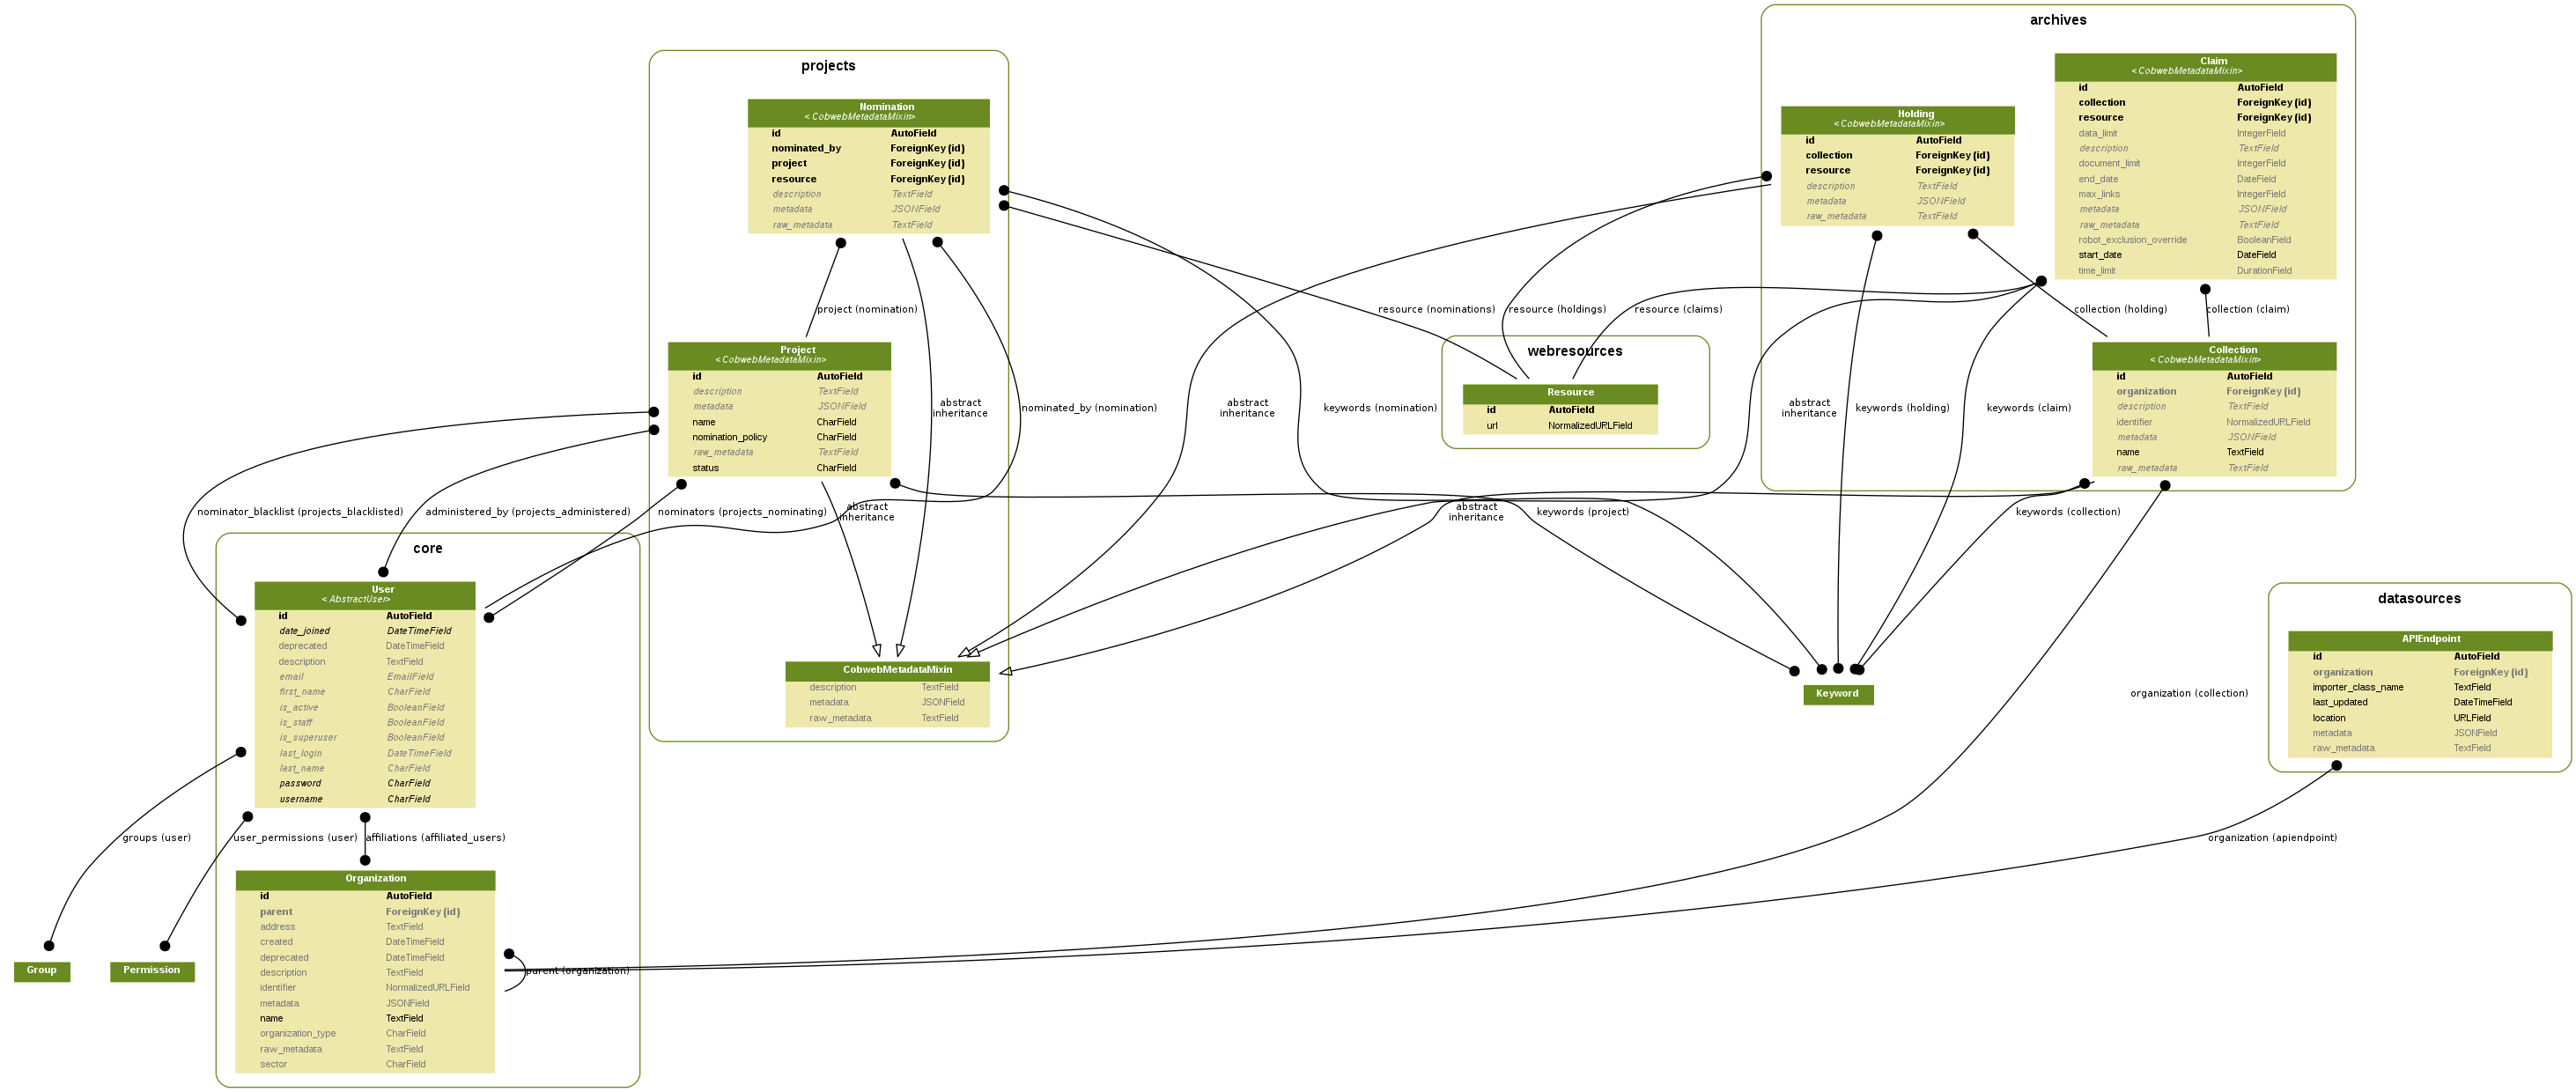 archives
projects
Claim
< CobwebMetadataMixin>
id AutoField
collection ForeignKey (id)
resource ForeignKey (id)
data_limit IntegerField
description TextField
document_limit IntegerField
end_date DateField
max_links IntegerField
metadata JSONField
raw_metadata TextField
robot_exclusion_override BooleanField
start_date DateField
time_limit DurationField
Nomination
< CobwebMetadataMixin>
id AutoField
nominated_by ForeignKey (id)
project ForeignKey (id)
resource ForeignKey (id)
description TextField
metadata JSONField
raw_metadata TextField
Holding
< CobwebMetadataMixin>
id AutoField
collection ForeignKey (id)
resource ForeignKey (id)
description TextField
metadata JSONField
raw_metadata TextField
project (nomination)
resource (nominations)
resource (holdings)
resource (claims)
collection (holding)
collection (claim)
Project
< CobwebMetadataMixin>
id AutoField
description TextField
metadata JSONField
name CharField
nomination_policy CharField
raw_metadata TextField
status CharField
webresources
Resource
id AutoField
url NormalizedURLField
Collection
< CobwebMetadataMixin>
id AutoField
organization ForeignKey (id)
description TextField
identifier NormalizedURLField
metadata JSONField
name TextField
raw_metadata TextField
abstract
inheritance
nominated_by (nomination)
abstract
inheritance
keywords (nomination)
abstract
inheritance
keywords (holding)
keywords (claim)
nominator_blacklist (projects_blacklisted)
administered_by (projects_administered)
nominators (projects_nominating)
abstract
inheritance
abstract
inheritance
keywords (project)
keywords (collection)
core
User
< AbstractUser>
id AutoField
date_joined DateTimeField
deprecated DateTimeField
description TextField
email EmailField
first_name CharField
is_active BooleanField
is_staff BooleanField
is_superuser BooleanField
last_login DateTimeField
last_name CharField
password CharField
username CharField
CobwebMetadataMixin
description TextField
metadata JSONField
raw_metadata TextField
Keyword
organization (collection)
datasources
APIEndpoint
id AutoField
organization ForeignKey (id)
importer_class_name TextField
last_updated DateTimeField
location URLField
metadata JSONField
raw_metadata TextField
groups (user)
user_permissions (user)
affiliations (affiliated_users)
organization (apiendpoint)
Organization
id AutoField
parent ForeignKey (id)
address TextField
created DateTimeField
deprecated DateTimeField
description TextField
identifier NormalizedURLField
metadata JSONField
name TextField
organization_type CharField
raw_metadata TextField
sector CharField
parent (organization)
Group
Permission